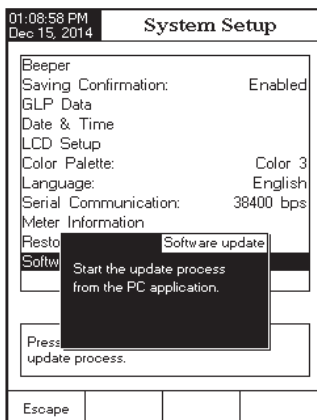 01:08:58 PM
Dec 15, 2014
System Setup
Beeper
Saving Confirmation: Enabled
GLP Data
Date & Time
LCD Setup
Color Palette: Color 3
Language: English
Serial Communication: 38400 bps
Meter Information
Resto
Softw
Software update
Start the update process
from the PC application.
Press
update process.
Escape